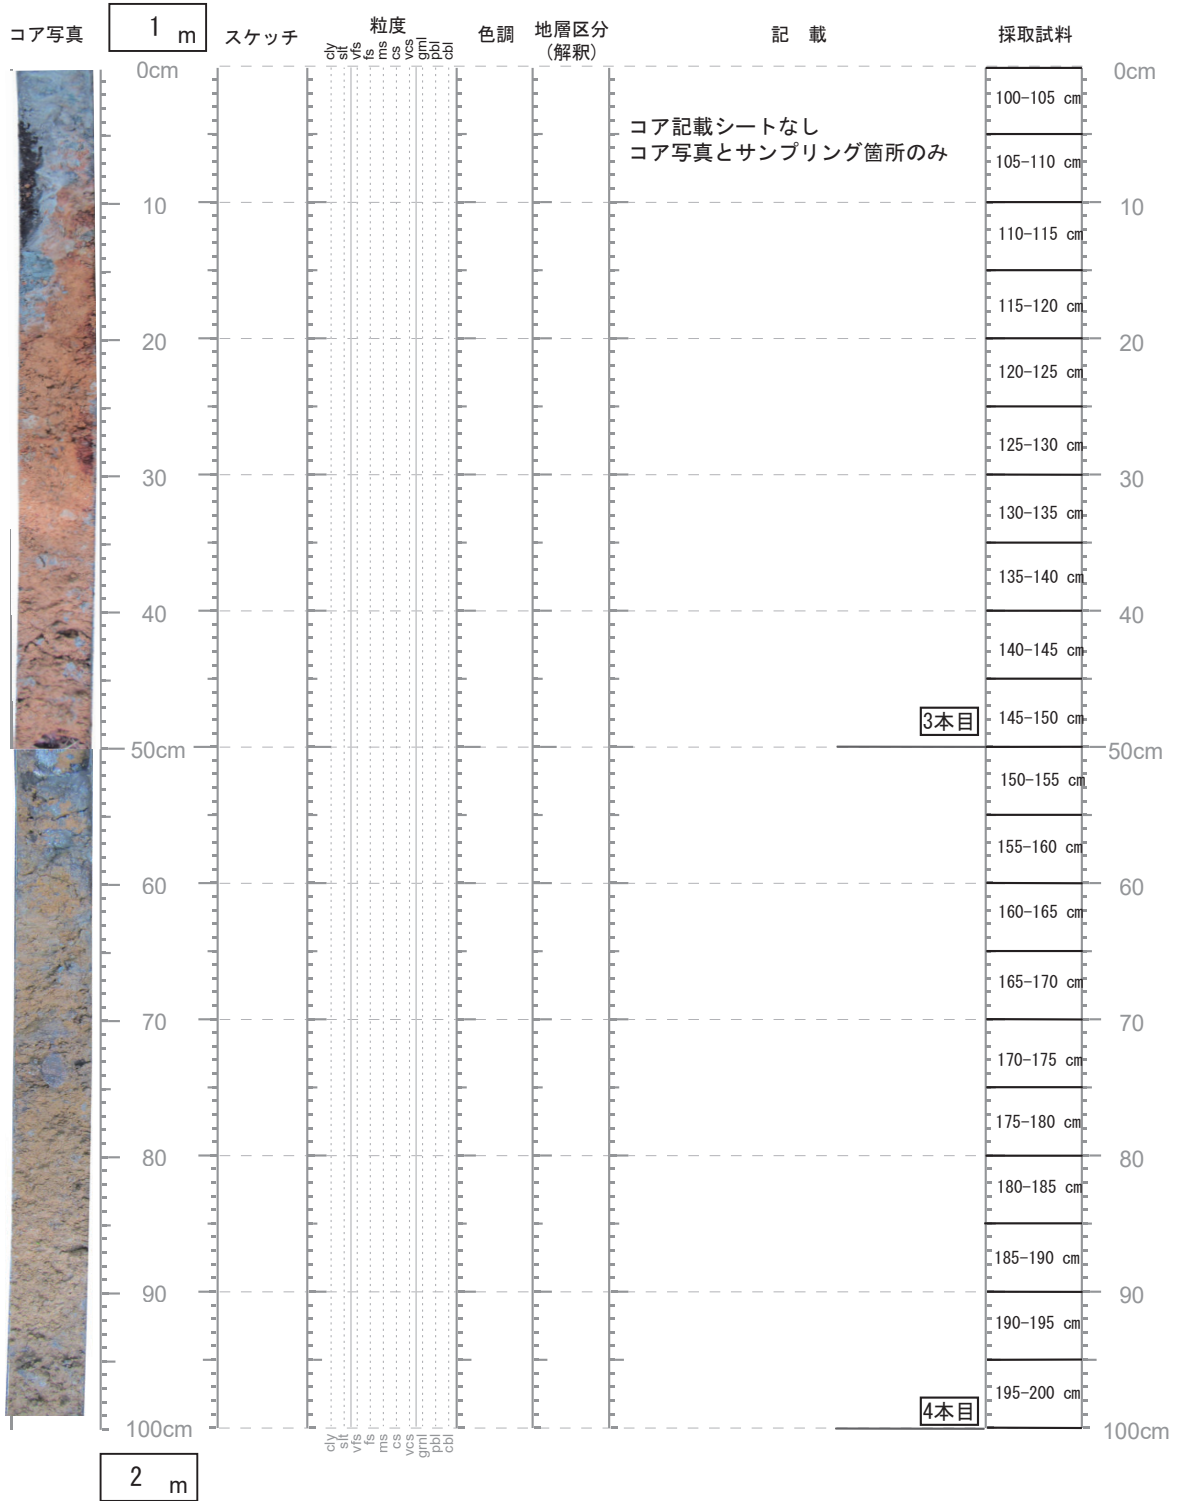 コア写真
1 m
スケッチ
粒度
cly
slt
vfs
fs
ms
cs
vcs
grnl
pbl
cbl
色調
地層区分
(解釈)
記 載
採取試料
0cm
0cm
100-105 cm
コア記載シートなし
コア写真とサンプリング箇所のみ
105-110 cm
10
10
110-115 cm
115-120 cm
20
20
120-125 cm
125-130 cm
30
30
130-135 cm
135-140 cm
40
40
140-145 cm
3本目
145-150 cm
50cm
50cm
150-155 cm
155-160 cm
60
60
160-165 cm
165-170 cm
70
70
170-175 cm
175-180 cm
80
80
180-185 cm
185-190 cm
90
90
190-195 cm
195-200 cm
4本目
100cm
100cm
cly
slt
vfs
fs
ms
cs
vcs
grnl
pbl
cbl
2 m